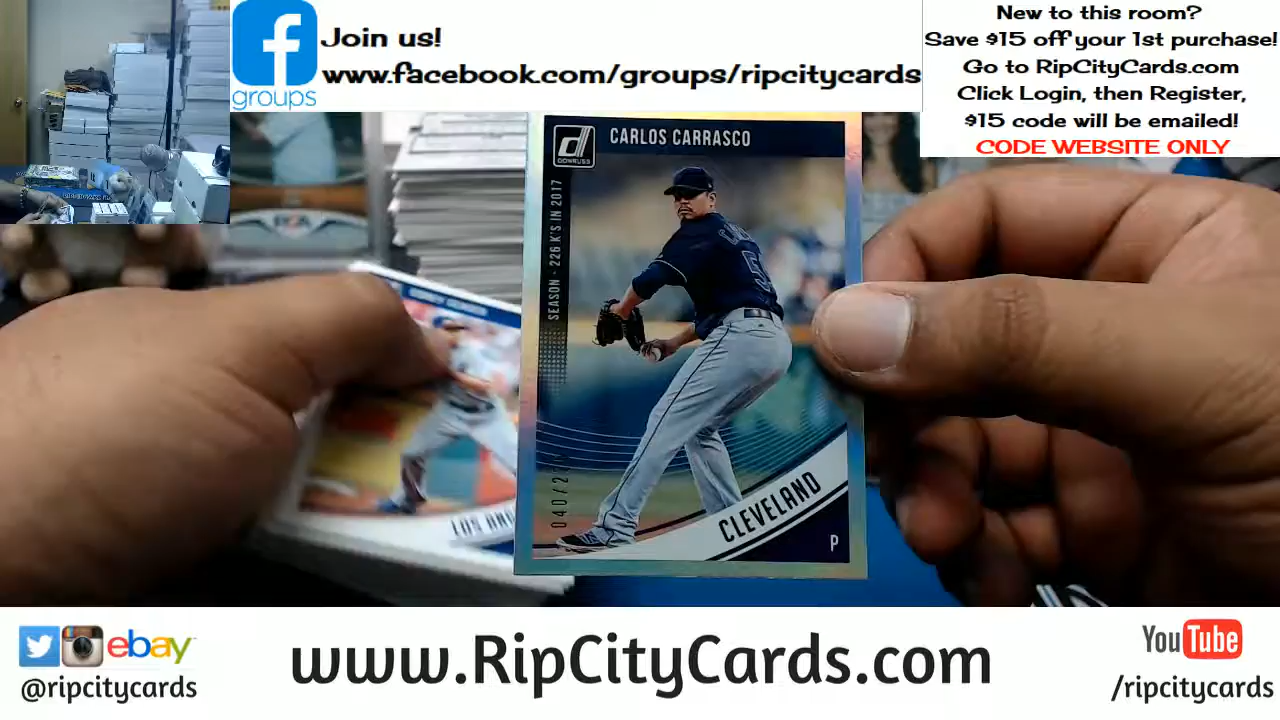 Join us!
www.facebook.com/groups/ripcitycards
groups
New to this room?
Save $15 off your 1st purchase!
Go to RipCityCards.com
Click Login, then Register,
$15 code will be emailed!
CODE WEBSITE ONLY
DONRUSS
CARLOS CARRASCO
SEASON - 226 K'S IN 2017
CLEVELAND
P
LOS
ebay
@ripcitycards
www.RipCityCards.com
YouTube
/ripcitycards